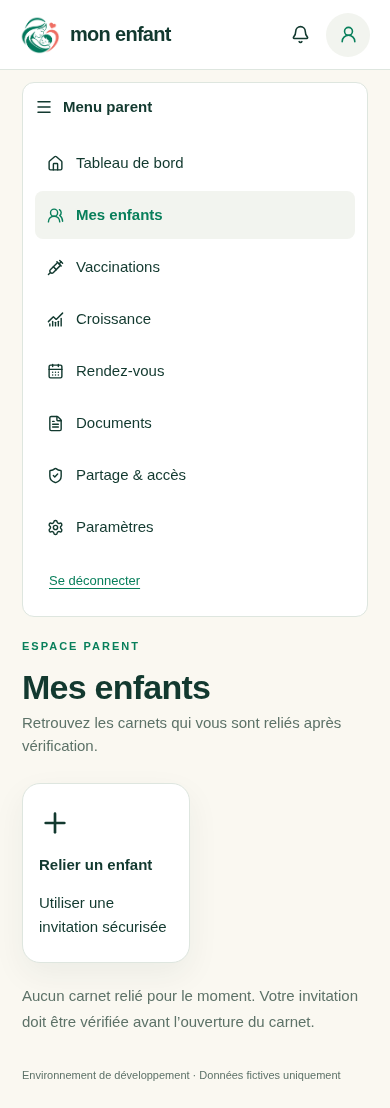 mon enfant
Menu parent
Tableau de bord
Mes enfants
Vaccinations
Croissance
Rendez-vous
Documents
Partage & accès
Paramètres
Se déconnecter
ESPACE PARENT
Mes enfants
Retrouvez les carnets qui vous sont reliés après
vérification.
Relier un enfant
Utiliser une
invitation sécurisée
Aucun carnet relié pour le moment. Votre invitation
doit être vérifiée avant l’ouverture du carnet.
Environnement de développement · Données fictives uniquement